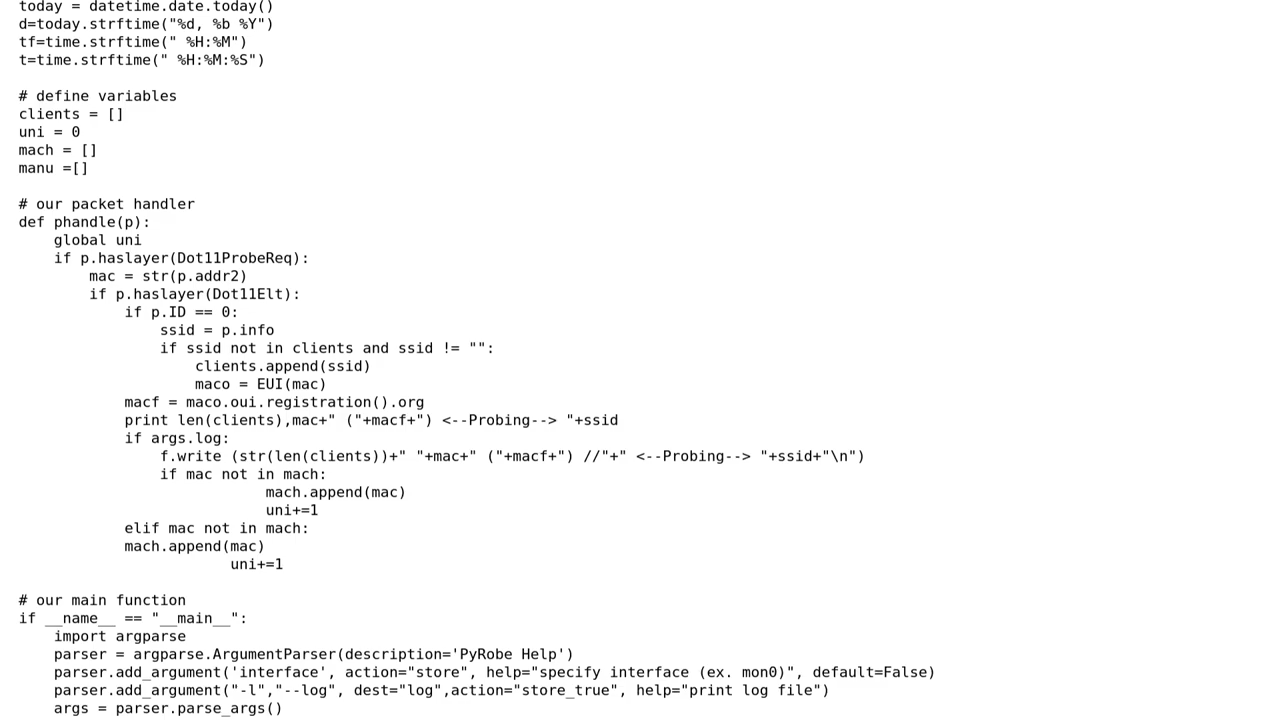 today = datetime.date.today()
d=today.strftime("%d, %b %Y")
tf=time.strftime(" %H:%M")
t=time.strftime(" %H:%M:%S")

# define variables
clients = []
uni = 0
mach = []
manu =[]

# our packet handler
def phandle(p):
    global uni
    if p.haslayer(Dot11ProbeReq):
        mac = str(p.addr2)
        if p.haslayer(Dot11Elt):
            if p.ID == 0:
                ssid = p.info
                if ssid not in clients and ssid != "":
                    clients.append(ssid)
                    maco = EUI(mac)
            macf = maco.oui.registration().org
            print len(clients),mac+" ("+macf+") <--Probing--> "+ssid
            if args.log:
                f.write (str(len(clients))+" "+mac+" ("+macf+") //"+" <--Probing--> "+ssid+"\n")
                if mac not in mach:
                            mach.append(mac)
                            uni+=1
            elif mac not in mach:
            mach.append(mac)
                        uni+=1

# our main function
if __name__ == "__main__":
    import argparse
    parser = argparse.ArgumentParser(description='PyRobe Help')
    parser.add_argument('interface', action="store", help="specify interface (ex. mon0)", default=False)
    parser.add_argument("-l","--log", dest="log",action="store_true", help="print log file")
    args = parser.parse_args()